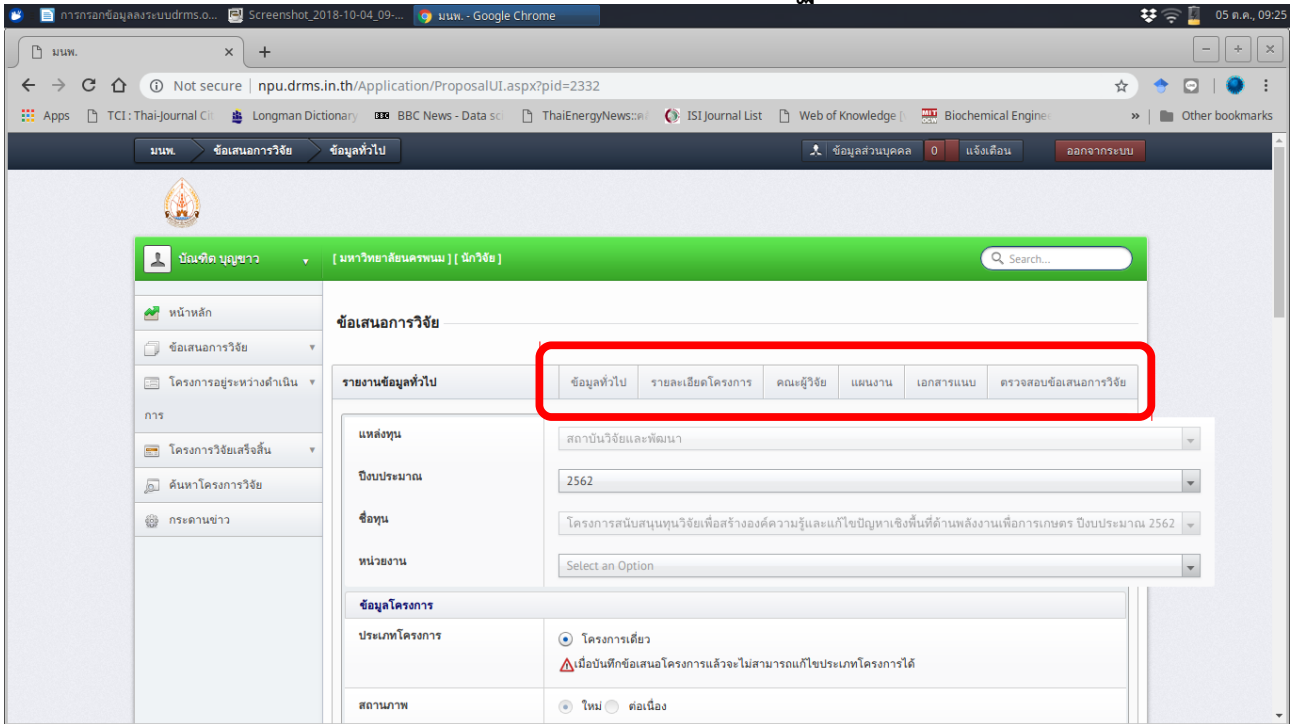 การกรอกข้อมูลลงระบบdrms.o... Screenshot_2018-10-04_09-... มนพ. - Google Chrome 05 ต.ค., 09:25
มนพ.
Not secure | npu.drms.in.th/Application/ProposalUI.aspx?pid=2332
Apps TCI : Thai-Journal Cit Longman Dictionary BBC News - Data sci ThaiEnergyNews:: ISI Journal List Web of Knowledge [ Biochemical Enginee » Other bookmarks
มนพ. ข้อเสนอการวิจัย ข้อมูลทั่วไป ข้อมูลส่วนบุคคล 0 แจ้งเตือน ออกจากระบบ
บัณฑิต บุญขาว [ มหาวิทยาลัยนครพนม ] [ นักวิจัย ] Search...
หน้าหลัก
ข้อเสนอการวิจัย
โครงการอยู่ระหว่างดำเนิน
การ
โครงการวิจัยเสร็จสิ้น
ค้นหาโครงการวิจัย
กระดานข่าว
ข้อเสนอการวิจัย
รายงานข้อมูลทั่วไป ข้อมูลทั่วไป รายละเอียดโครงการ คณะผู้วิจัย แผนงาน เอกสารแนบ ตรวจสอบข้อเสนอการวิจัย
แหล่งทุน สถาบันวิจัยและพัฒนา
ปีงบประมาณ 2562
ชื่อทุน โครงการสนับสนุนทุนวิจัยเพื่อสร้างองค์ความรู้และแก้ไขปัญหาเชิงพื้นที่ด้านพลังงานเพื่อการเกษตร ปีงบประมาณ 2562
หน่วยงาน Select an Option
ข้อมูลโครงการ
ประเภทโครงการ โครงการเดี่ยว
เมื่อบันทึกข้อเสนอโครงการแล้วจะไม่สามารถแก้ไขประเภทโครงการได้
สถานภาพ ใหม่ ต่อเนื่อง